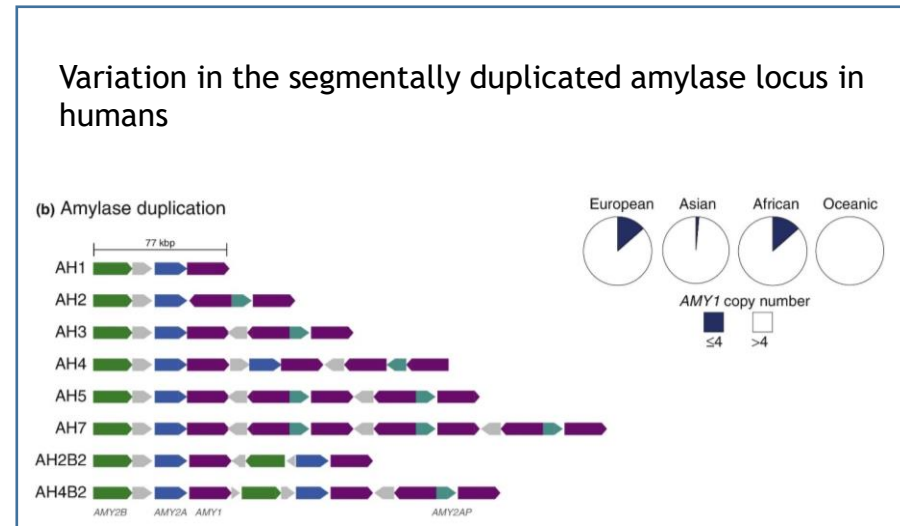 Variation in the segmentally duplicated amylase locus in
humans
(b) Amylase duplication
77 kbp
AH1
AH2
AH3
AH4
AH5
AH7
AH2B2
AH4B2
AMY2B AMY2A AMY1 AMY2AP
European Asian African Oceanic
AMY1 copy number
≤4 >4